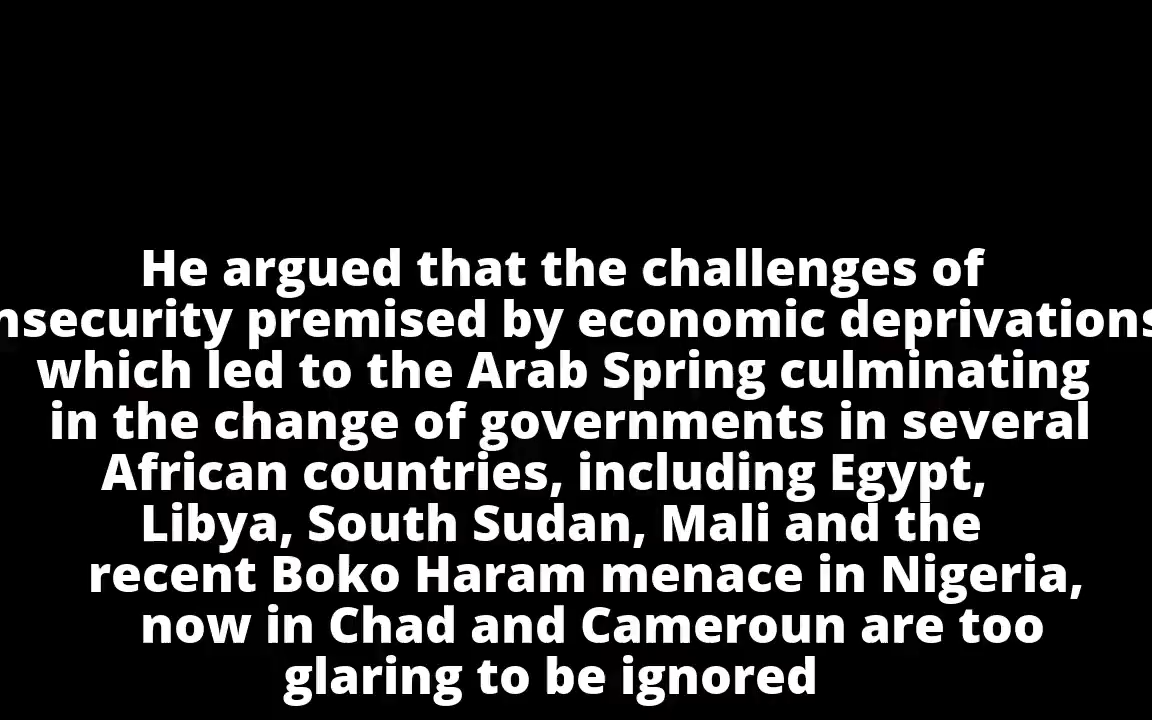 He argued that the challenges of
nsecurity premised by economic deprivations
which led to the Arab Spring culminating
in the change of governments in several
African countries, including Egypt,
Libya, South Sudan, Mali and the
recent Boko Haram menace in Nigeria,
now in Chad and Cameroun are too
glaring to be ignored